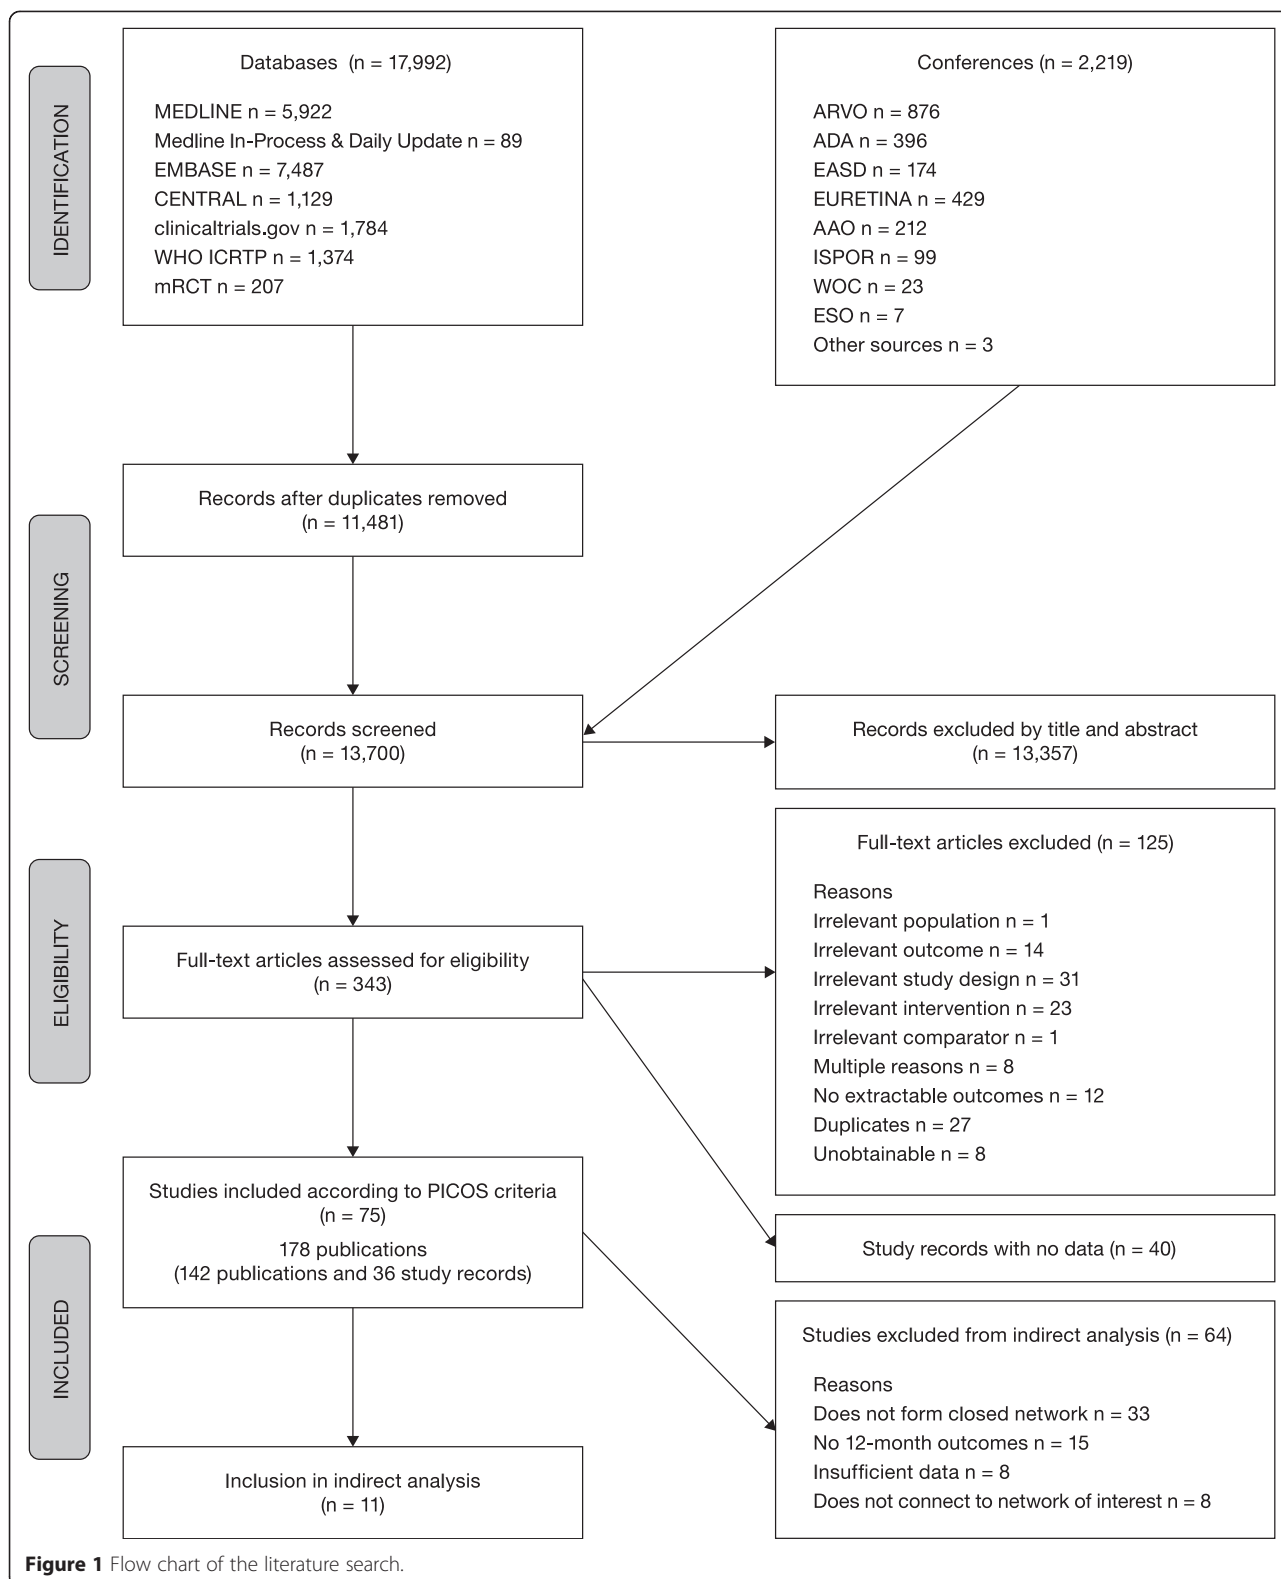 IDENTIFICATION
Databases (n = 17,992)
MEDLINE n = 5,922
Medline In-Process & Daily Update n = 89
EMBASE n = 7,487
CENTRAL n = 1,129
clinicaltrials.gov n = 1,784
WHO ICRTP n = 1,374
mRCT n = 207
Conferences (n = 2,219)
ARVO n = 876
ADA n = 396
EASD n = 174
EURETINA n = 429
AAO n = 212
ISPOR n = 99
WOC n = 23
ESO n = 7
Other sources n = 3
SCREENING
Records after duplicates removed
(n = 11,481)
Records screened
(n = 13,700)
Records excluded by title and abstract
(n = 13,357)
ELIGIBILITY
Full-text articles assessed for eligibility
(n = 343)
Full-text articles excluded (n = 125)
Reasons
Irrelevant population n = 1
Irrelevant outcome n = 14
Irrelevant study design n = 31
Irrelevant intervention n = 23
Irrelevant comparator n = 1
Multiple reasons n = 8
No extractable outcomes n = 12
Duplicates n = 27
Unobtainable n = 8
Study records with no data (n = 40)
INCLUDED
Studies included according to PICOS criteria
(n = 75)
178 publications
(142 publications and 36 study records)
Studies excluded from indirect analysis (n = 64)
Reasons
Does not form closed network n = 33
No 12-month outcomes n = 15
Insufficient data n = 8
Does not connect to network of interest n = 8
Inclusion in indirect analysis
(n = 11)
Figure 1 Flow chart of the literature search.